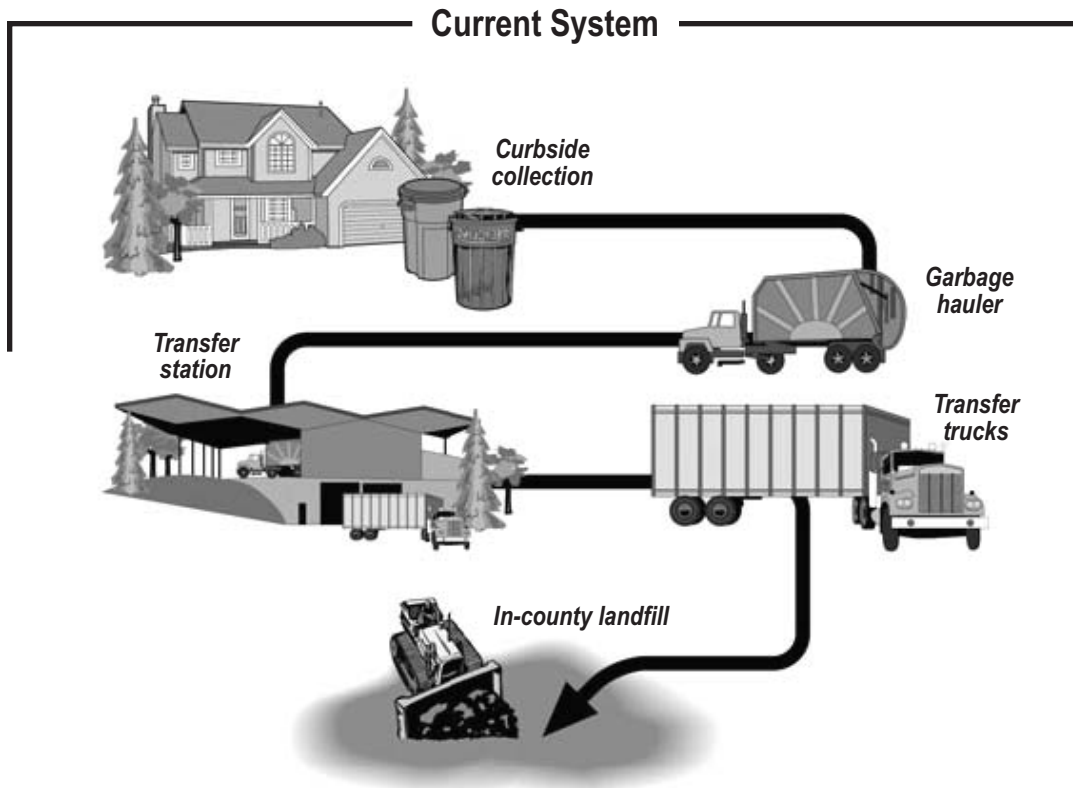 Current System
Curbside
collection
Garbage
hauler
Transfer
station
Transfer
trucks
In-county landfill